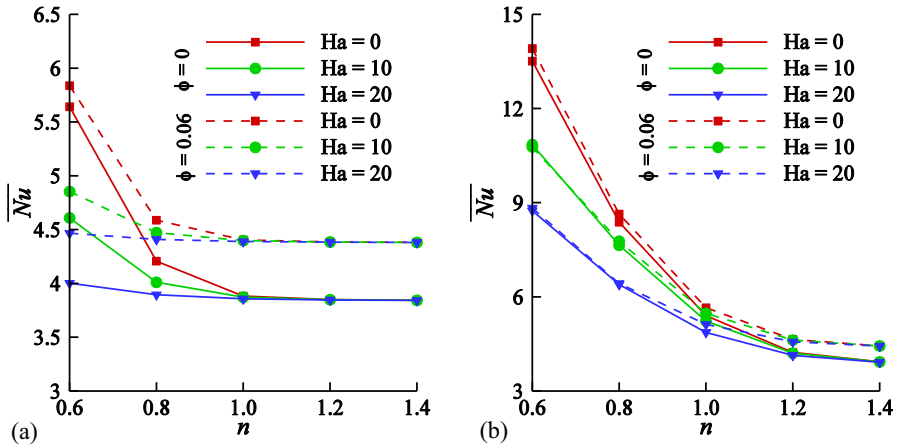 6.5
6
5.5
5
4.5
4
3.5
3
0.6 0.8 1.0 1.2 1.4
Nu
n
(a)
ϕ = 0
Ha = 0
Ha = 10
Ha = 20
ϕ = 0.06
Ha = 0
Ha = 10
Ha = 20
15
12
9
6
3
0.6 0.8 1.0 1.2 1.4
Nu
n
(b)
ϕ = 0
Ha = 0
Ha = 10
Ha = 20
ϕ = 0.06
Ha = 0
Ha = 10
Ha = 20